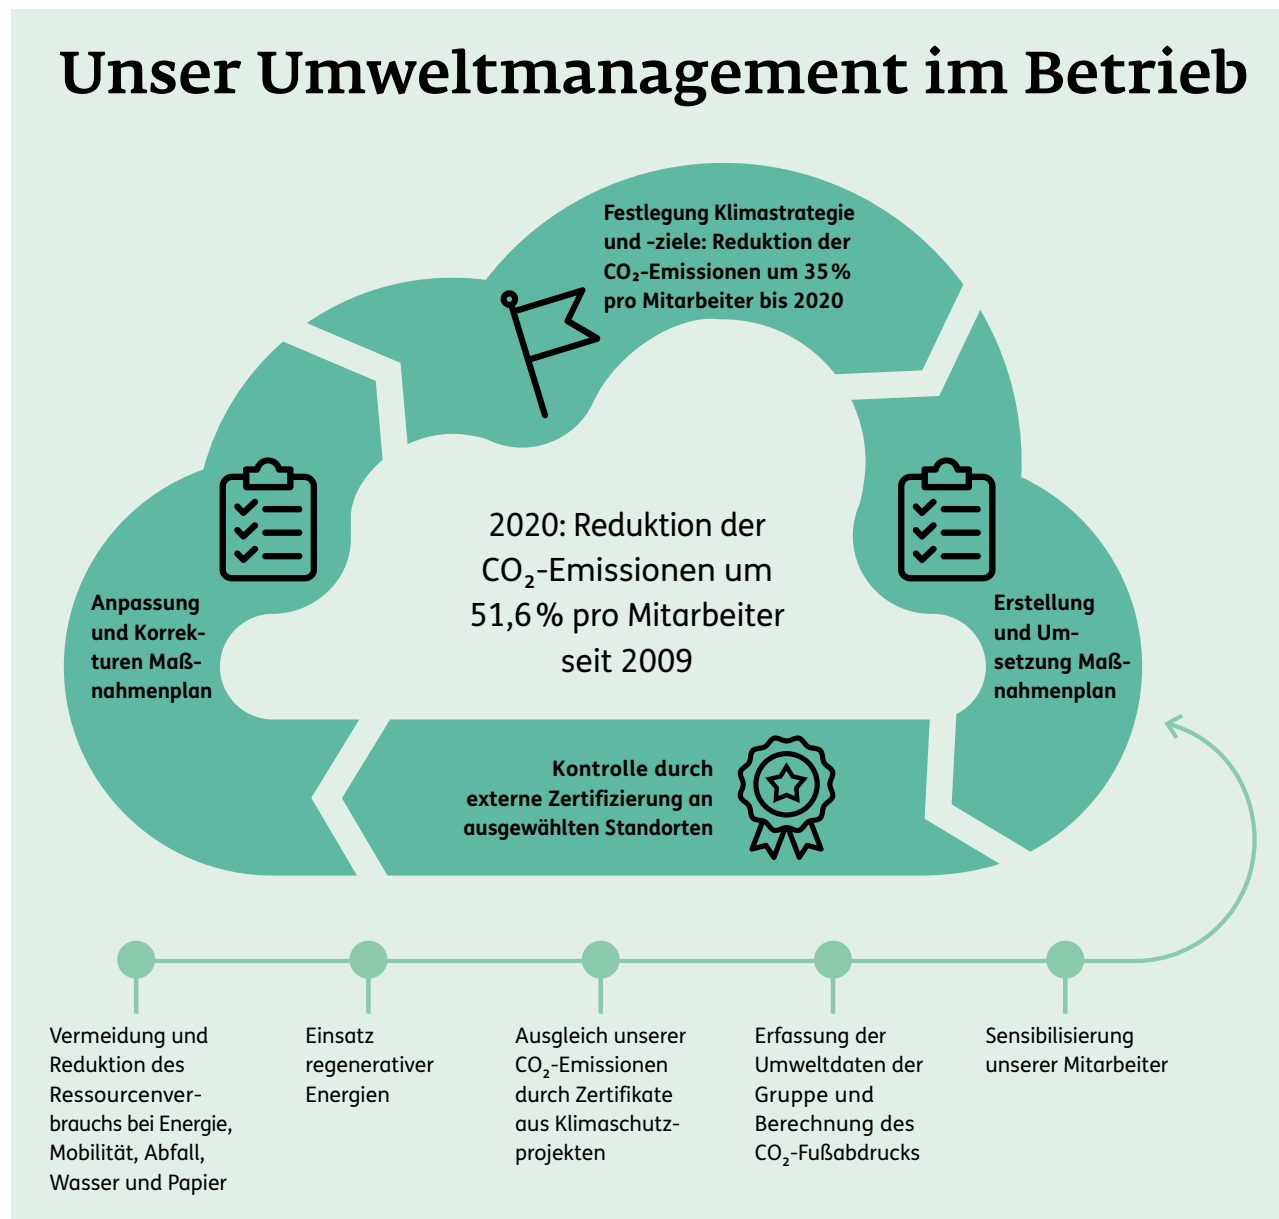 Unser Umweltmanagement im Betrieb
Festlegung Klimastrategie
und -ziele: Reduktion der
CO₂-Emissionen um 35 %
pro Mitarbeiter bis 2020
2020: Reduktion der
CO₂-Emissionen um
51,6 % pro Mitarbeiter
seit 2009
Anpassung
und Korrek-
turen Maß-
nahmenplan
Erstellung
und Um-
setzung Maß-
nahmenplan
Kontrolle durch
externe Zertifizierung an
ausgewählten Standorten
Vermeidung und
Reduktion des
Ressourcenver-
brauchs bei Energie,
Mobilität, Abfall,
Wasser und Papier
Einsatz
regenerativer
Energien
Ausgleich unserer
CO₂-Emissionen
durch Zertifikate
aus Klimaschutz-
projekten
Erfassung der
Umweltdaten der
Gruppe und
Berechnung des
CO₂-Fußabdrucks
Sensibilisierung
unserer Mitarbeiter